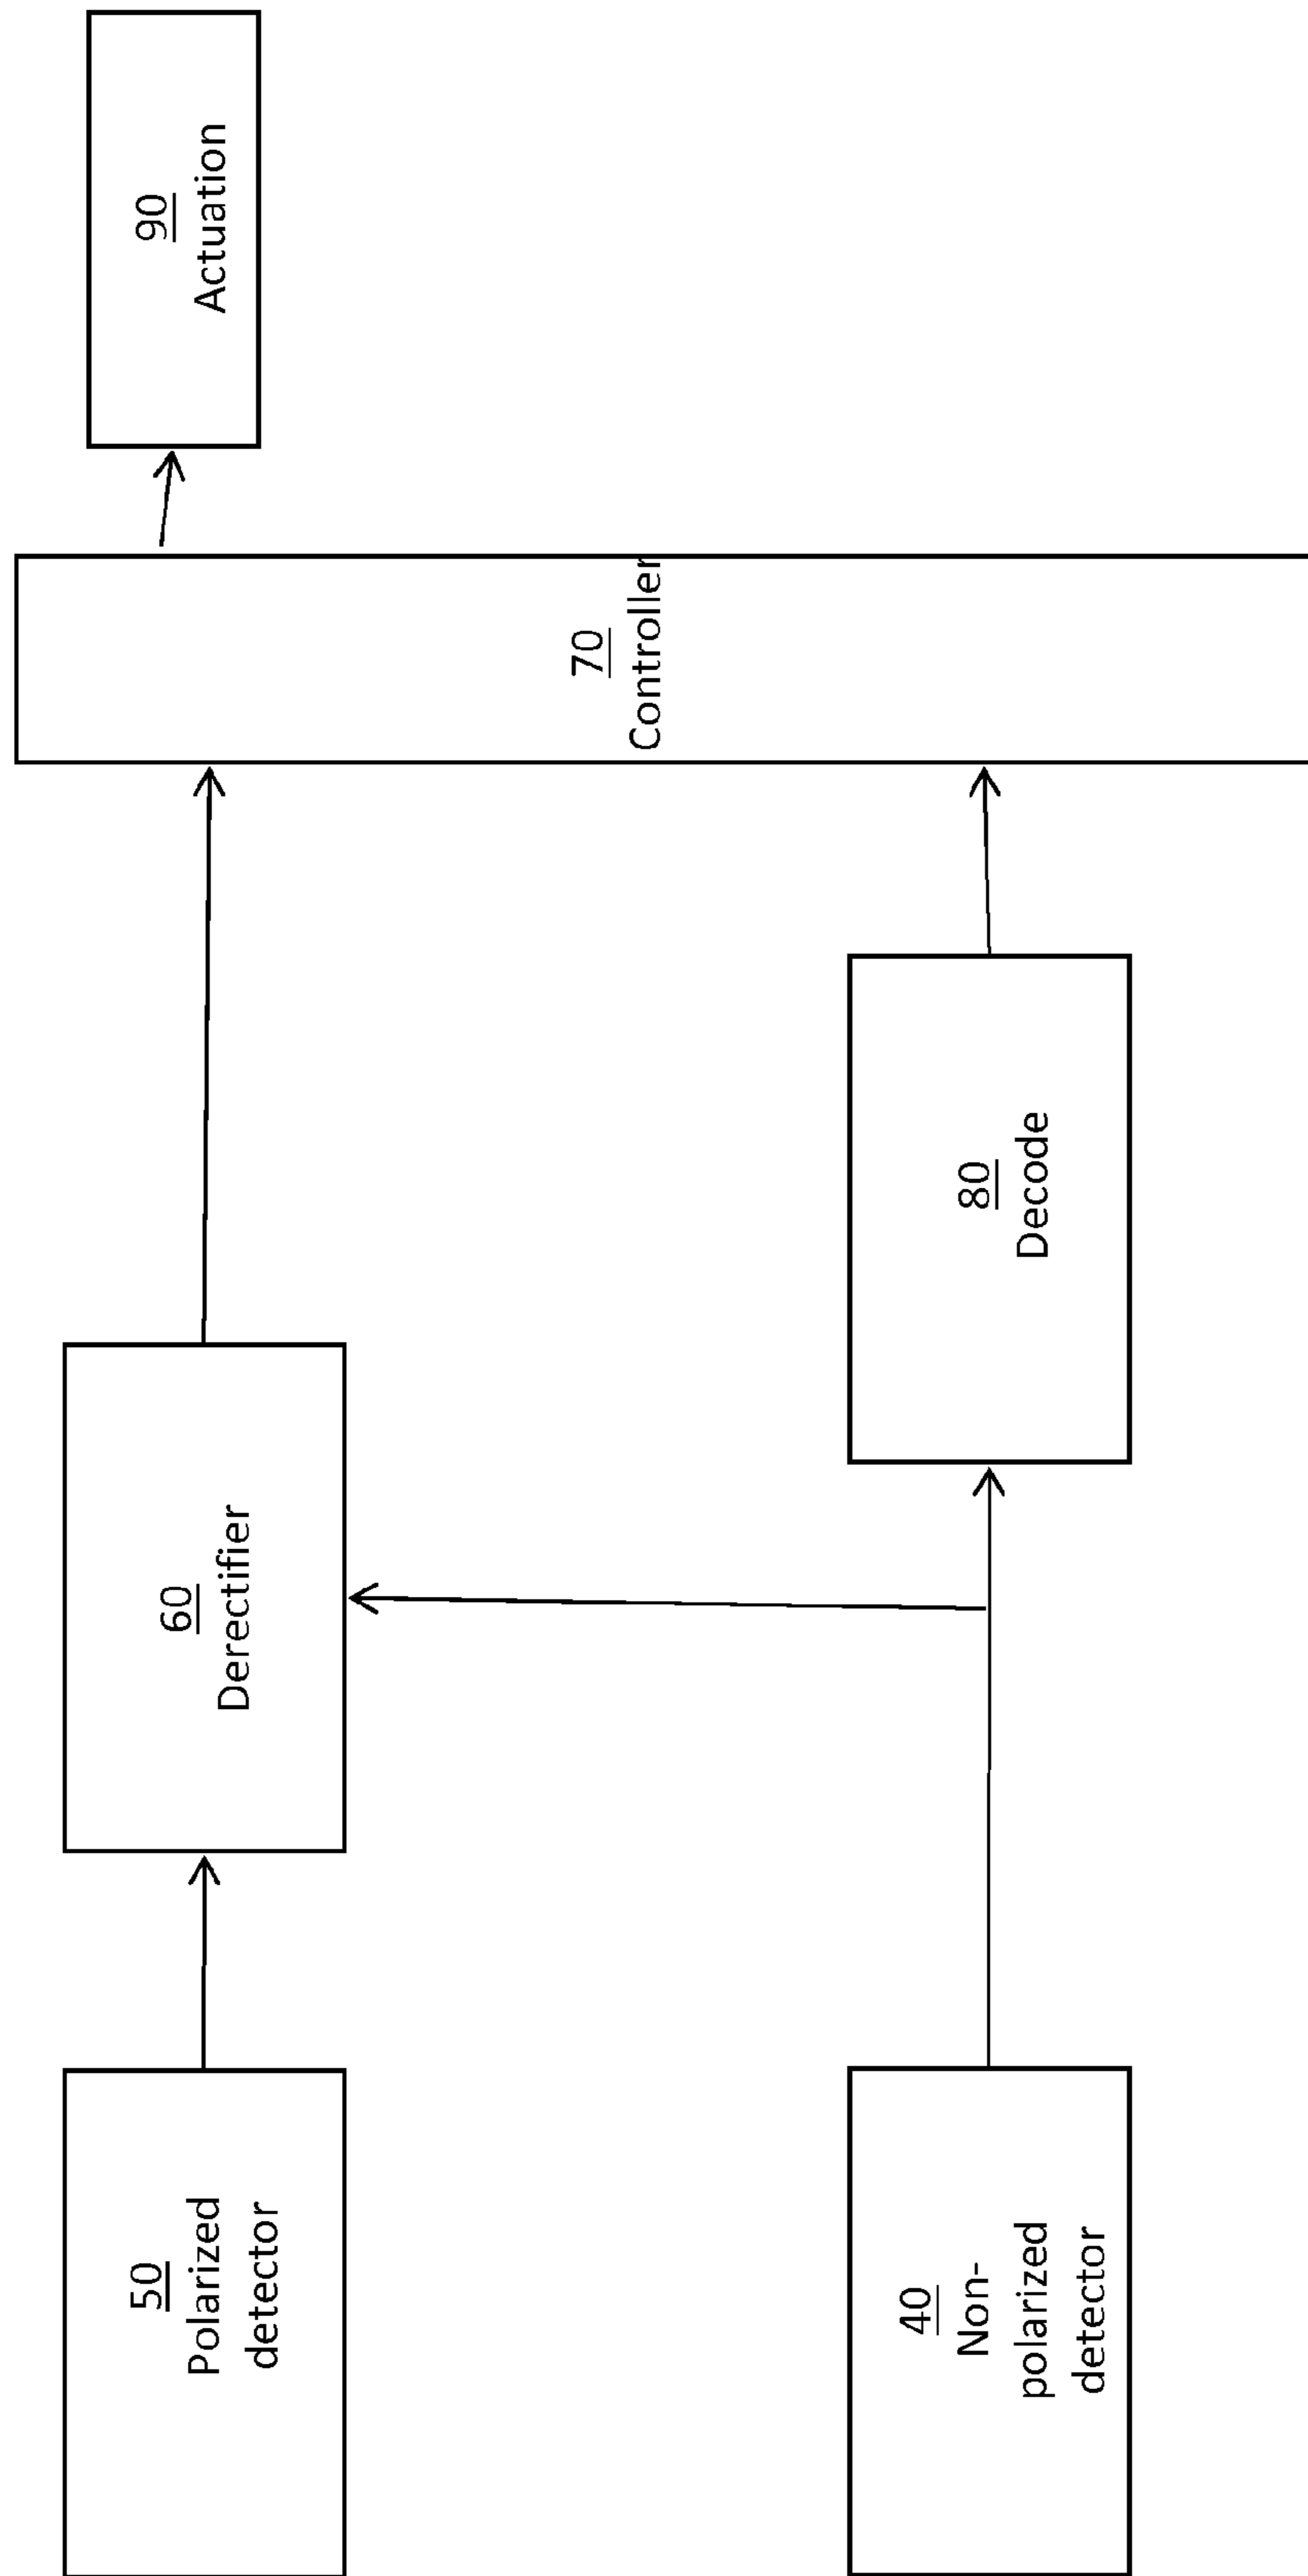 50
Polarized
detector
60
Derectifier
70
Controller
90
Actuation
40
Non-
polarized
detector
80
Decode